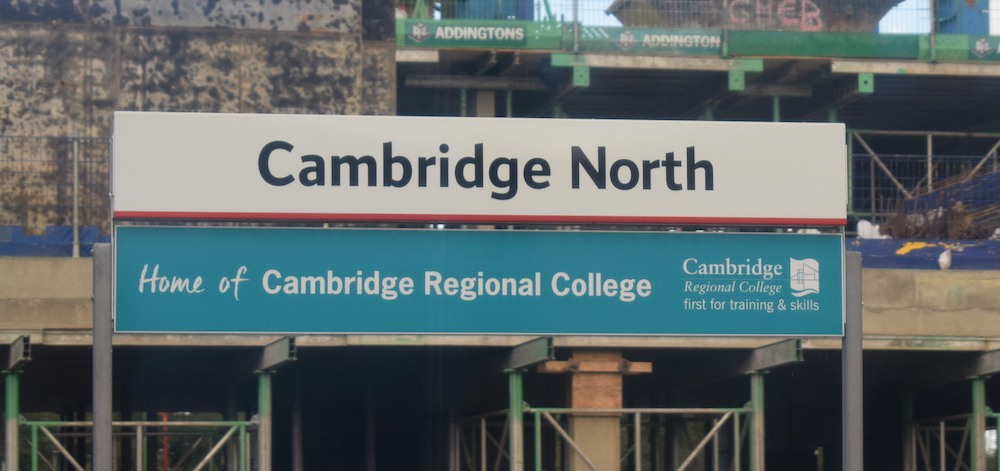 ADDINGTONS
ADDINGTON
Cambridge North
Home of Cambridge Regional College
Cambridge
Regional College
first for training & skills